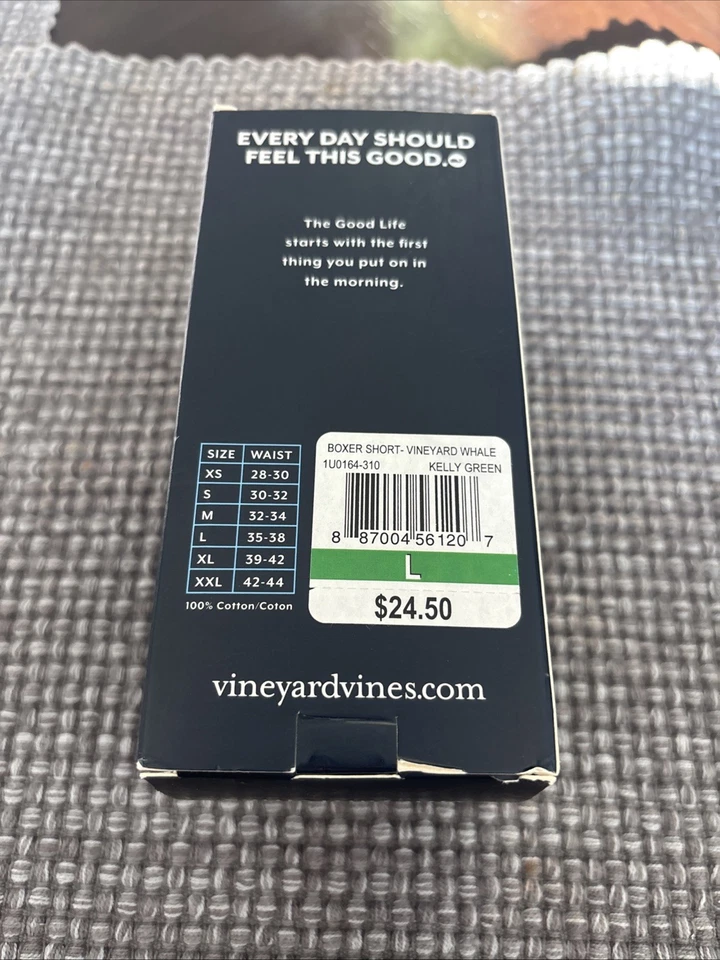 EVERY DAY SHOULD
FEEL THIS GOOD.
The Good Life
starts with the first
thing you put on in
the morning.
SIZE WAIST
XS 28-30
S 30-32
M 32-34
L 35-38
XL 39-42
XXL 42-44
100% Cotton/Coton
BOXER SHORT- VINEYARD WHALE
1U0164-310 KELLY GREEN
8 87004 56120 7
L
$24.50
vineyardvines.com